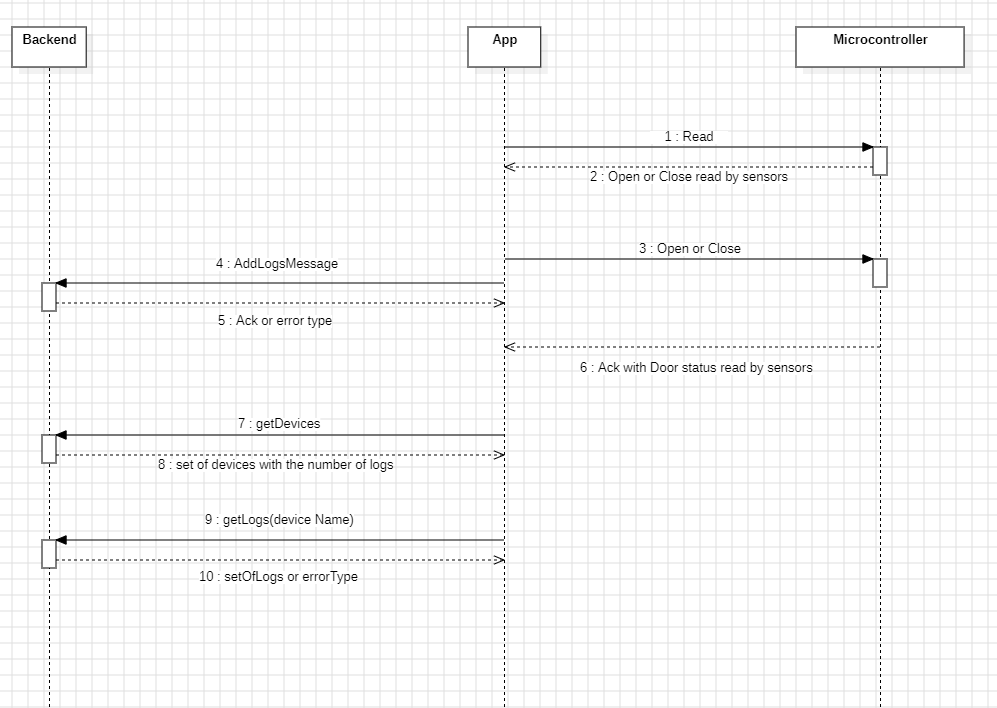 Backend
App
Microcontroller
1 : Read
2 : Open or Close read by sensors
3 : Open or Close
4 : AddLogsMessage
5 : Ack or error type
6 : Ack with Door status read by sensors
7 : getDevices
8 : set of devices with the number of logs
9 : getLogs(device Name)
10 : setOfLogs or errorType